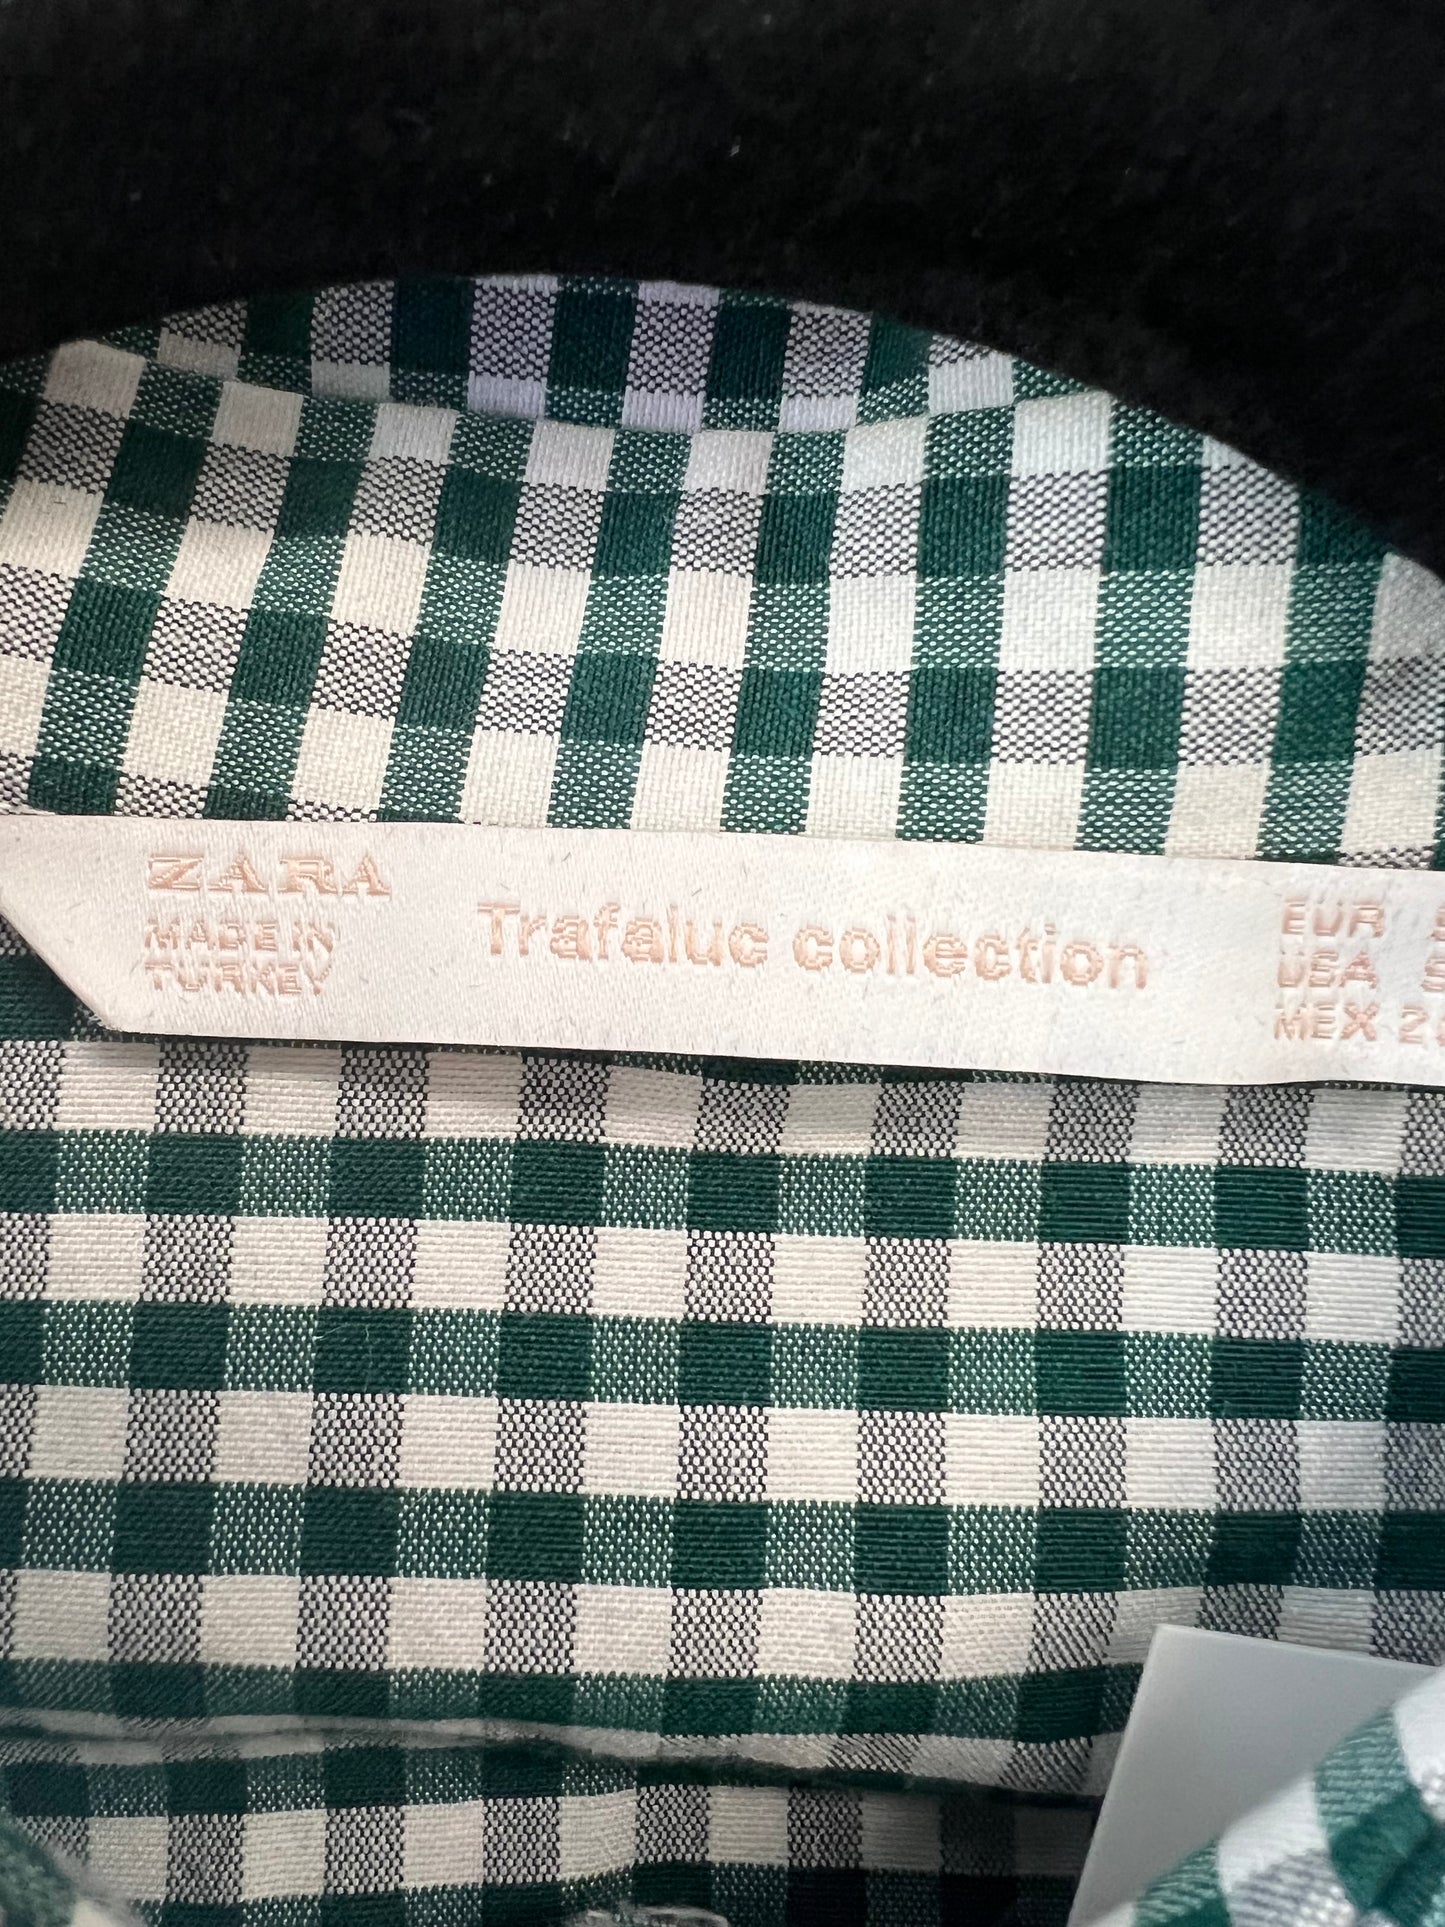 ZARA
MADE IN
TURKEY
Trafaluc collection
EUR S
USA S
MEX